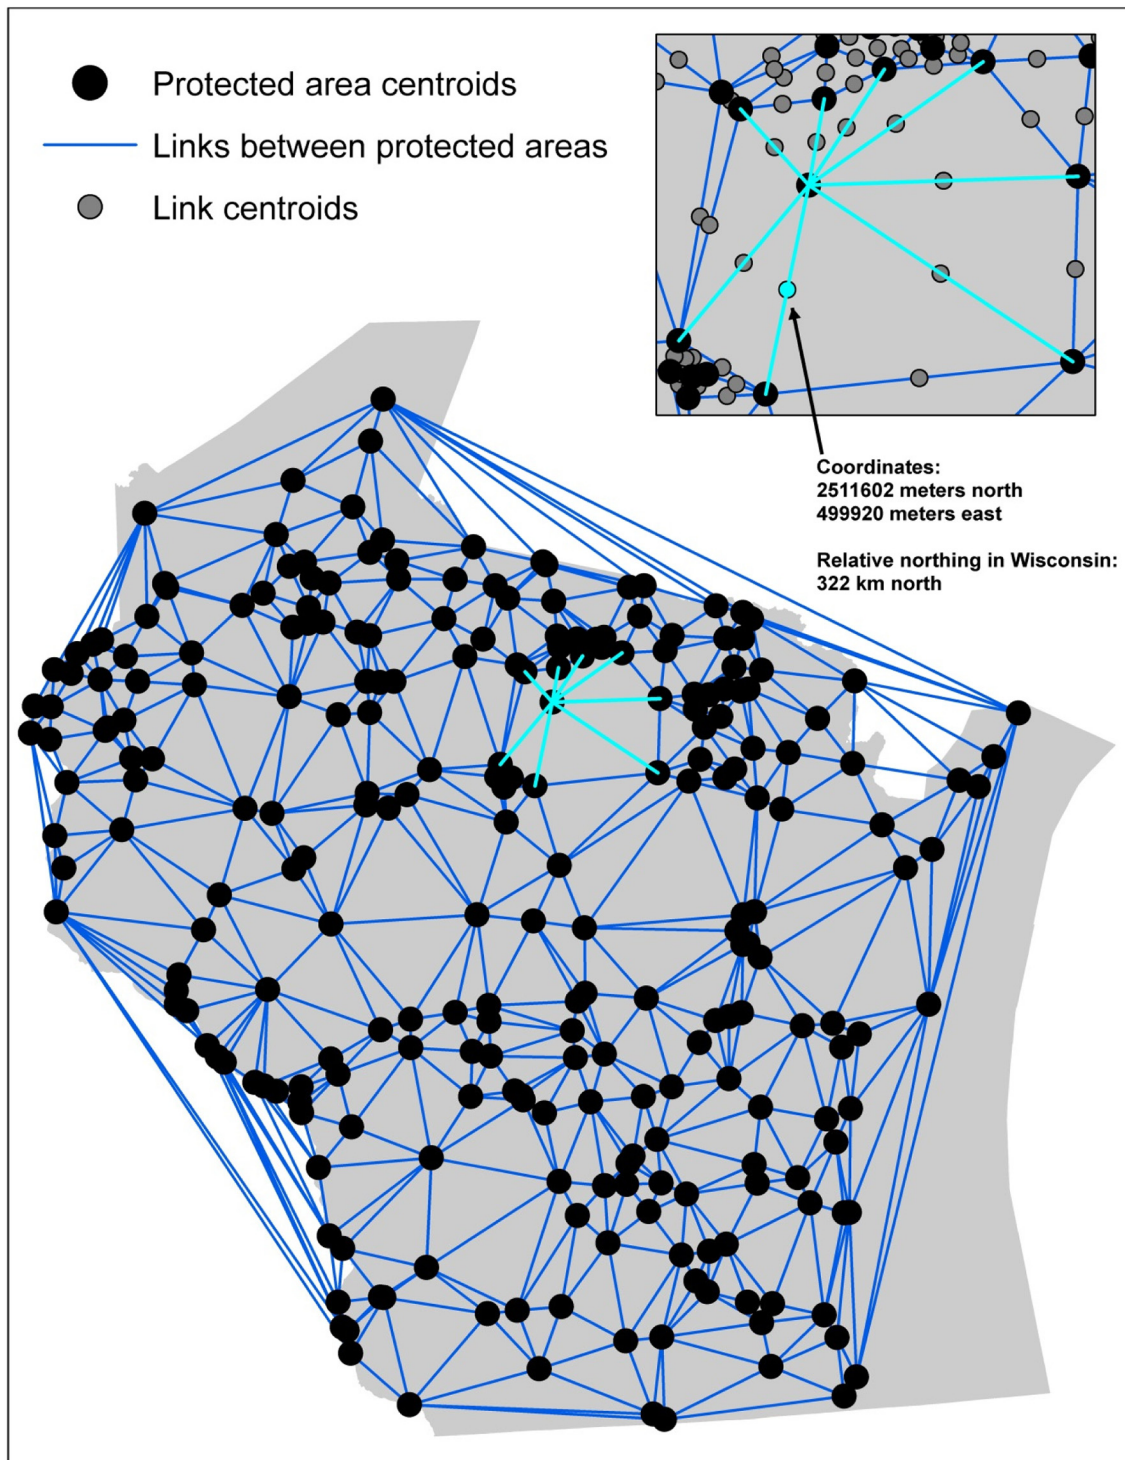 Protected area centroids
Links between protected areas
Link centroids
Coordinates:
2511602 meters north
499920 meters east
Relative northing in Wisconsin:
322 km north